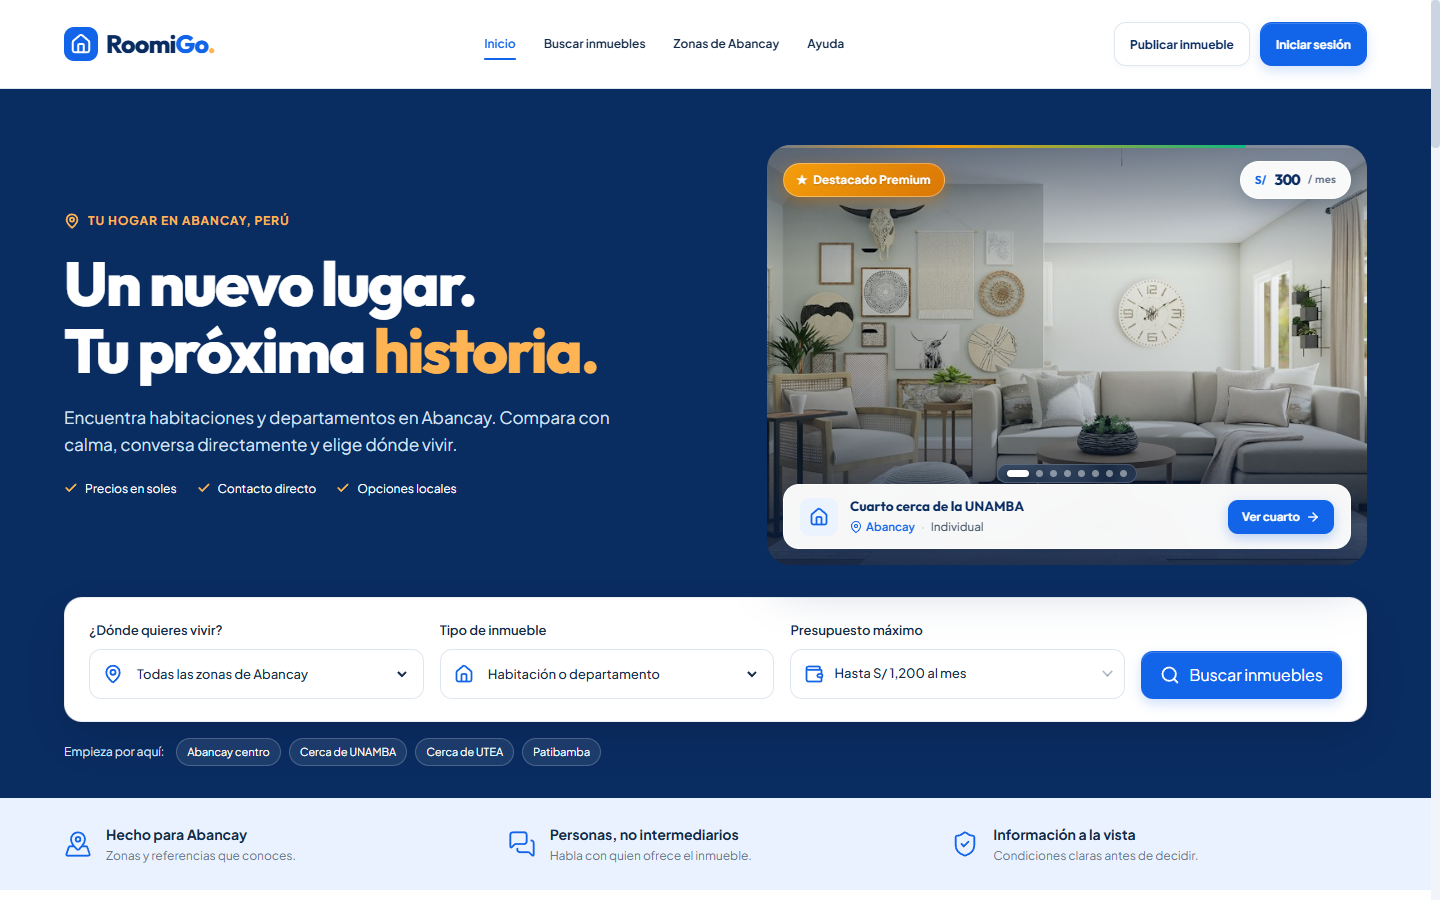 RoomiGo.
Inicio
Buscar inmuebles
Zonas de Abancay
Ayuda
Publicar inmueble
Iniciar sesión
TU HOGAR EN ABANCAY, PERÚ
Un nuevo lugar.
Tu próxima historia.
Encuentra habitaciones y departamentos en Abancay. Compara con
calma, conversa directamente y elige dónde vivir.
Precios en soles
Contacto directo
Opciones locales
Destacado Premium
S/ 300 / mes
Cuarto cerca de la UNAMBA
Abancay · Individual
Ver cuarto
¿Dónde quieres vivir?
Todas las zonas de Abancay
Tipo de inmueble
Habitación o departamento
Presupuesto máximo
Hasta S/ 1,200 al mes
Buscar inmuebles
Empieza por aquí:
Abancay centro
Cerca de UNAMBA
Cerca de UTEA
Patibamba
Hecho para Abancay
Zonas y referencias que conoces.
Personas, no intermediarios
Habla con quien ofrece el inmueble.
Información a la vista
Condiciones claras antes de decidir.